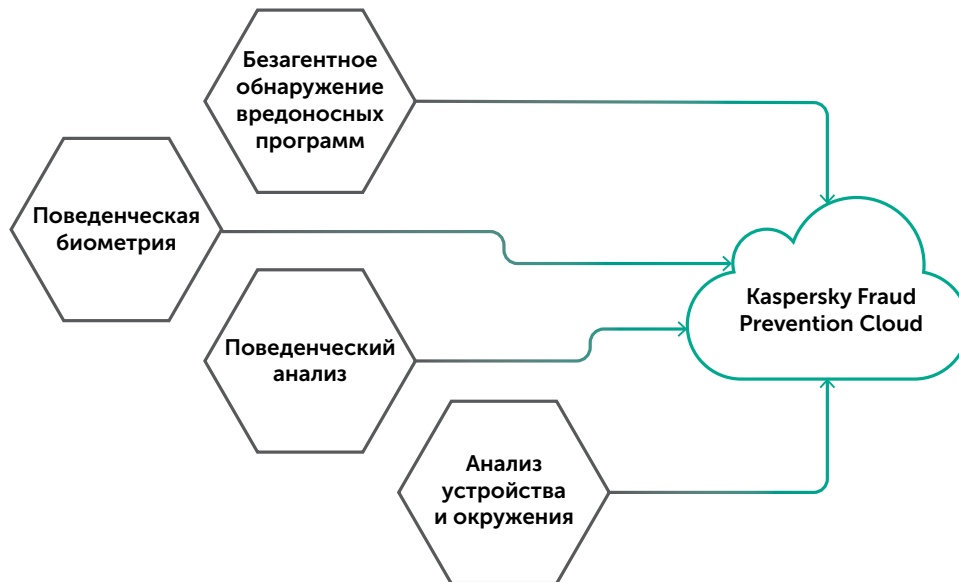 Безагентное
обнаружение
вредоносных
программ
Поведенческая
биометрия
Kaspersky Fraud
Prevention Cloud
Поведенческий
анализ
Анализ
устройства
и окружения